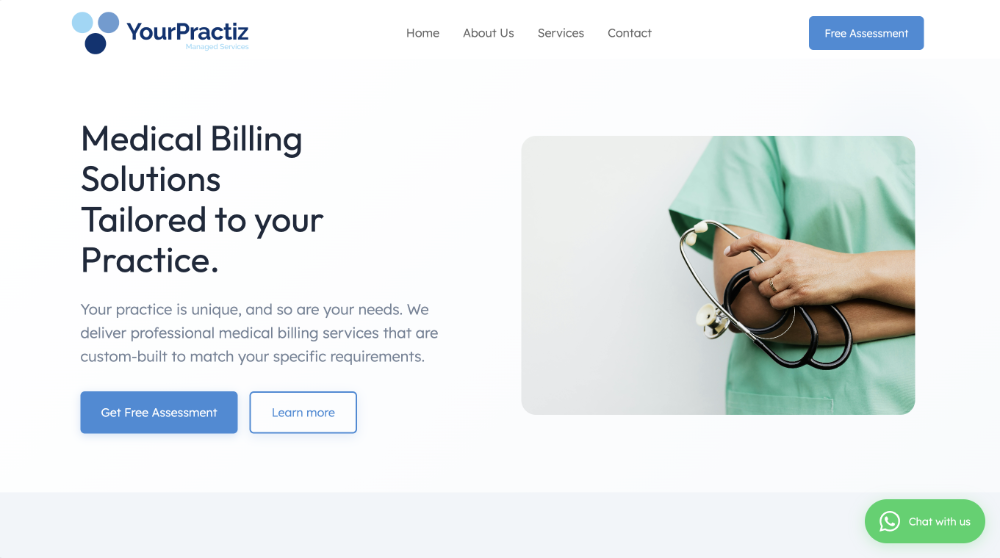 YourPractiz
Managed Services
Home
About Us
Services
Contact
Free Assessment
Medical Billing
Solutions
Tailored to your
Practice.
Your practice is unique, and so are your needs. We
deliver professional medical billing services that are
custom-built to match your specific requirements.
Get Free Assessment
Learn more
Chat with us